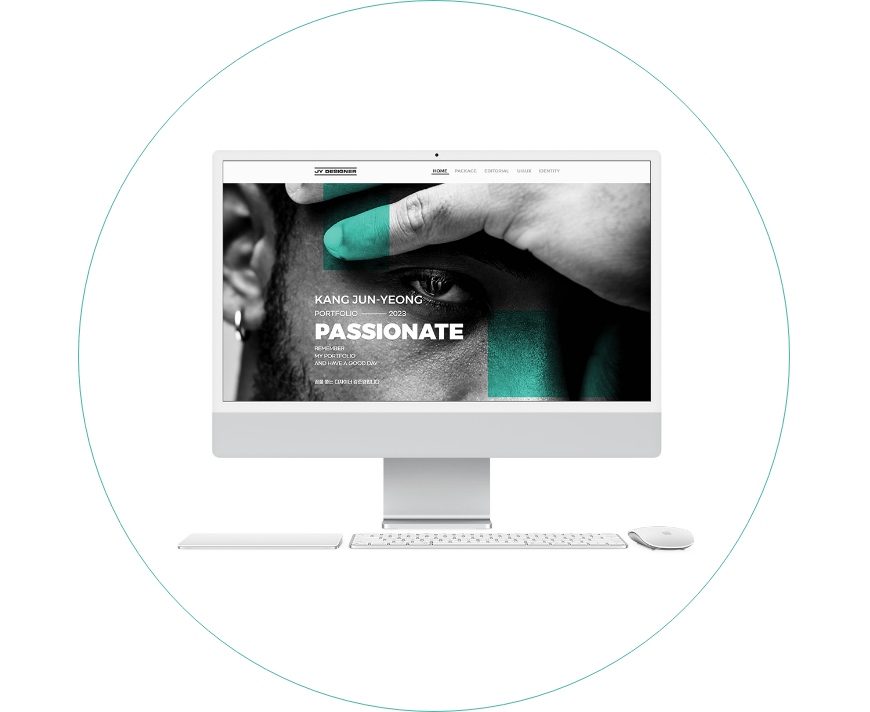 JY DESIGNER
HOME PACKAGE EDITORIAL VISUAL IDENTITY
KANG JUN-YEONG
PORTFOLIO 2023
PASSIONATE
REMEMBER
MY PORTFOLIO
AND HAVE A GOOD DAY